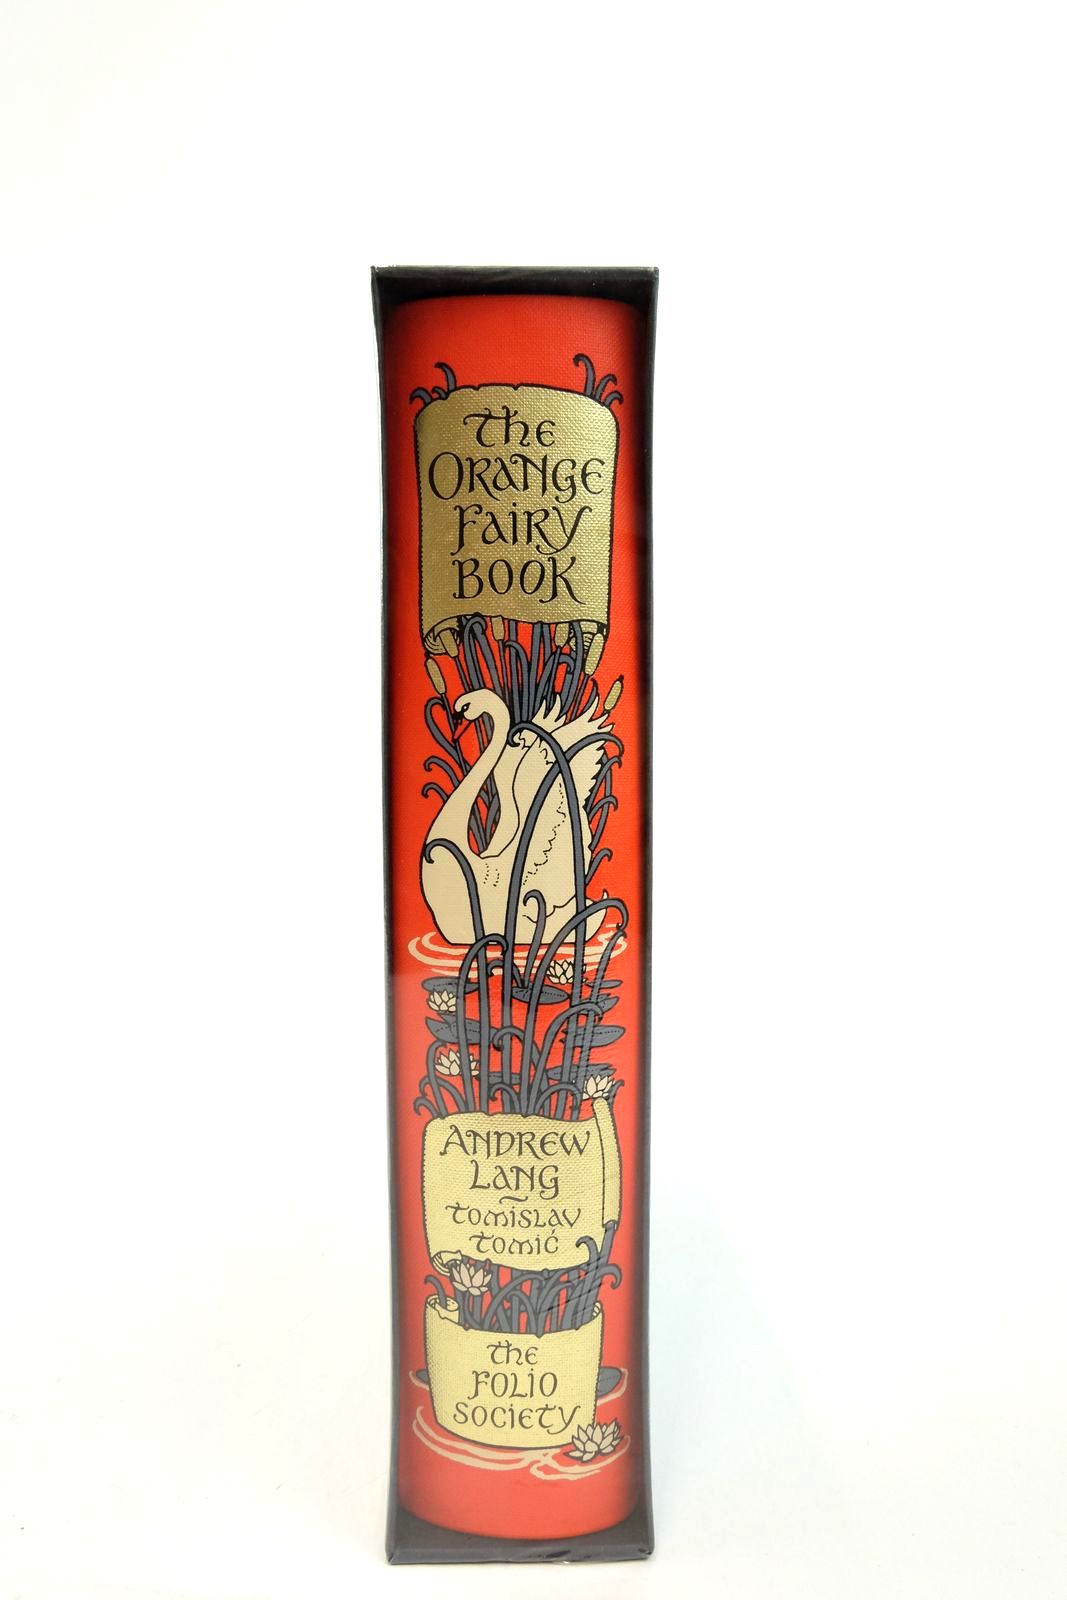 The
Orange
Fairy
Book
Andrew
Lang
Tomislav
Tomić
The
Folio
Society